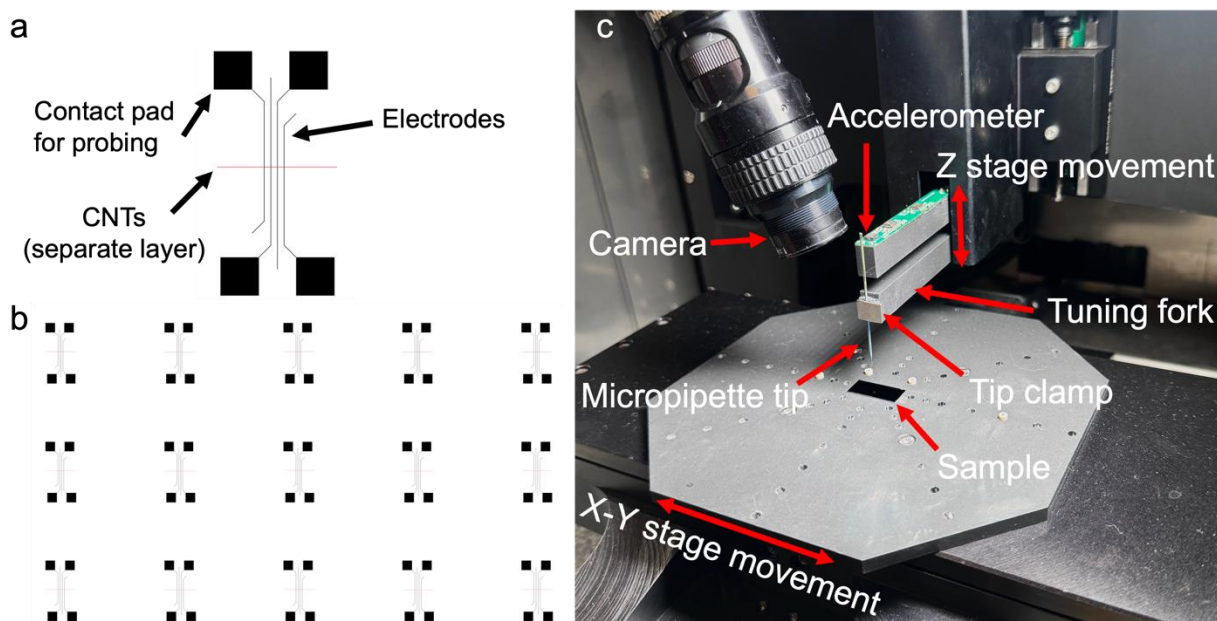 a
Contact pad
for probing
Electrodes
CNTs
(separate layer)
b
c
Accelerometer
Z stage movement
Camera
Tuning fork
Micropipette tip
Tip clamp
Sample
X-Y stage movement